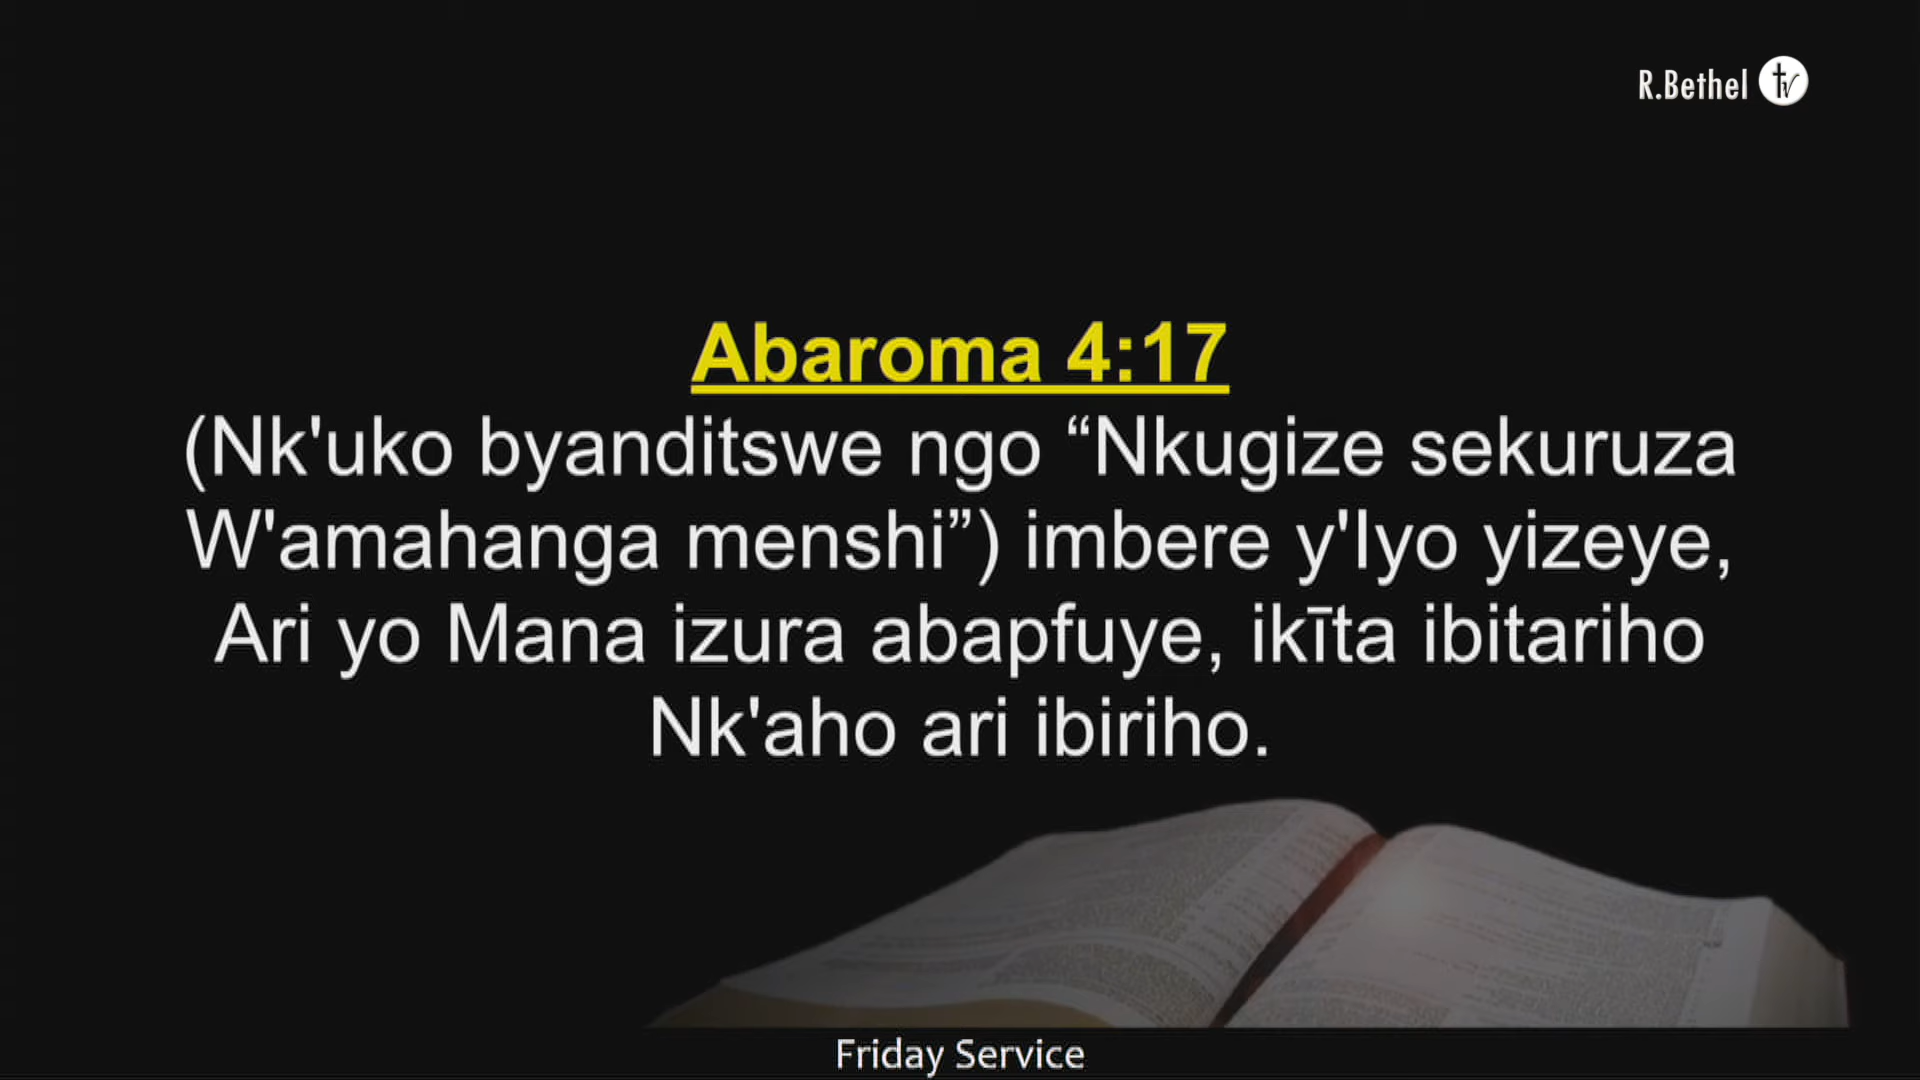 R.Bethel tv
Abaroma 4:17
(Nk'uko byanditswe ngo “Nkugize sekuruza
W'amahanga menshi”) imbere y'Iyo yizeye,
Ari yo Mana izura abapfuye, ikīta ibitariho
Nk'aho ari ibiriho.
Friday Service